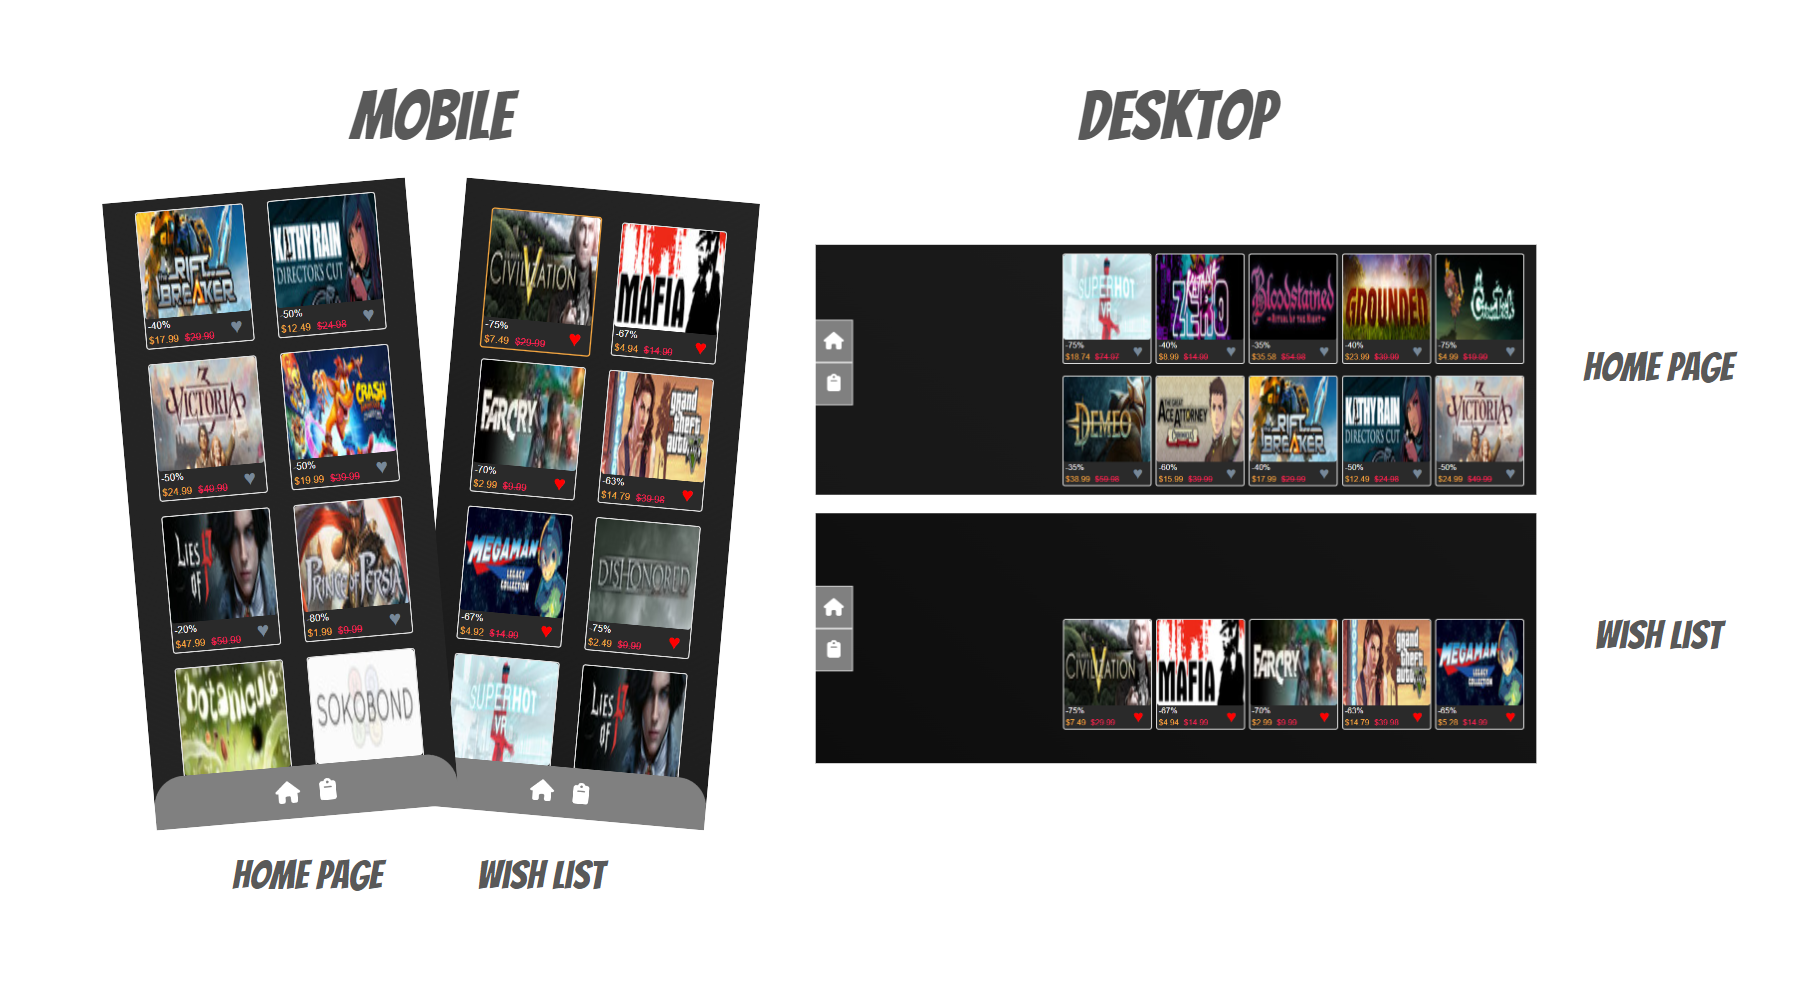 MOBILE
DESKTOP
RIFT
BREAKER
-40%
$17.99 $29.99
KATHY RAIN
DIRECTOR'S CUT
-50%
$12.49 $24.98
VICTORIA
3
-50%
$24.99 $49.99
CRASH
-50%
$19.99 $39.99
LIES
OF P
-20%
$47.99 $59.99
PRINCE OF PERSIA
-80%
$1.99 $9.99
botanicula
SOKOBOND
HOME PAGE
CIVILIZATION
V
-75%
$7.49 $29.99
MAFIA
-67%
$4.94 $14.99
FARCRY
-70%
$2.99 $9.99
grand
theft
auto
-63%
$14.79 $39.98
MEGAMAN
LEGACY
COLLECTION
-67%
$4.92 $14.99
DISHONORED
-75%
$2.49 $9.99
SUPERHOT
VR
LIES
OF P
WISH LIST
SUPERHOT
VR
-75%
$18.74 $74.97
KATANA
ZERO
-40%
$8.99 $14.99
Bloodstained
RITUAL OF THE NIGHT
-35%
$35.58 $54.98
GROUNDED
-40%
$23.99 $39.99
-75%
$4.99 $19.99
DEMEO
-35%
$38.99 $59.98
THE GREAT
ACE ATTORNEY
CHRONICLES
-60%
$15.99 $39.99
RIFT
BREAKER
-40%
$17.99 $29.99
KATHY RAIN
DIRECTOR'S CUT
-50%
$12.49 $24.98
3
VICTORIA
-50%
$24.99 $49.99
HOME PAGE
CIVILIZATION
V
-75%
$7.49 $29.99
MAFIA
-67%
$4.94 $14.99
FARCRY
-70%
$2.99 $9.99
grand
theft
auto
-63%
$14.79 $39.98
MEGAMAN
LEGACY
COLLECTION
-65%
$5.28 $14.99
WISH LIST